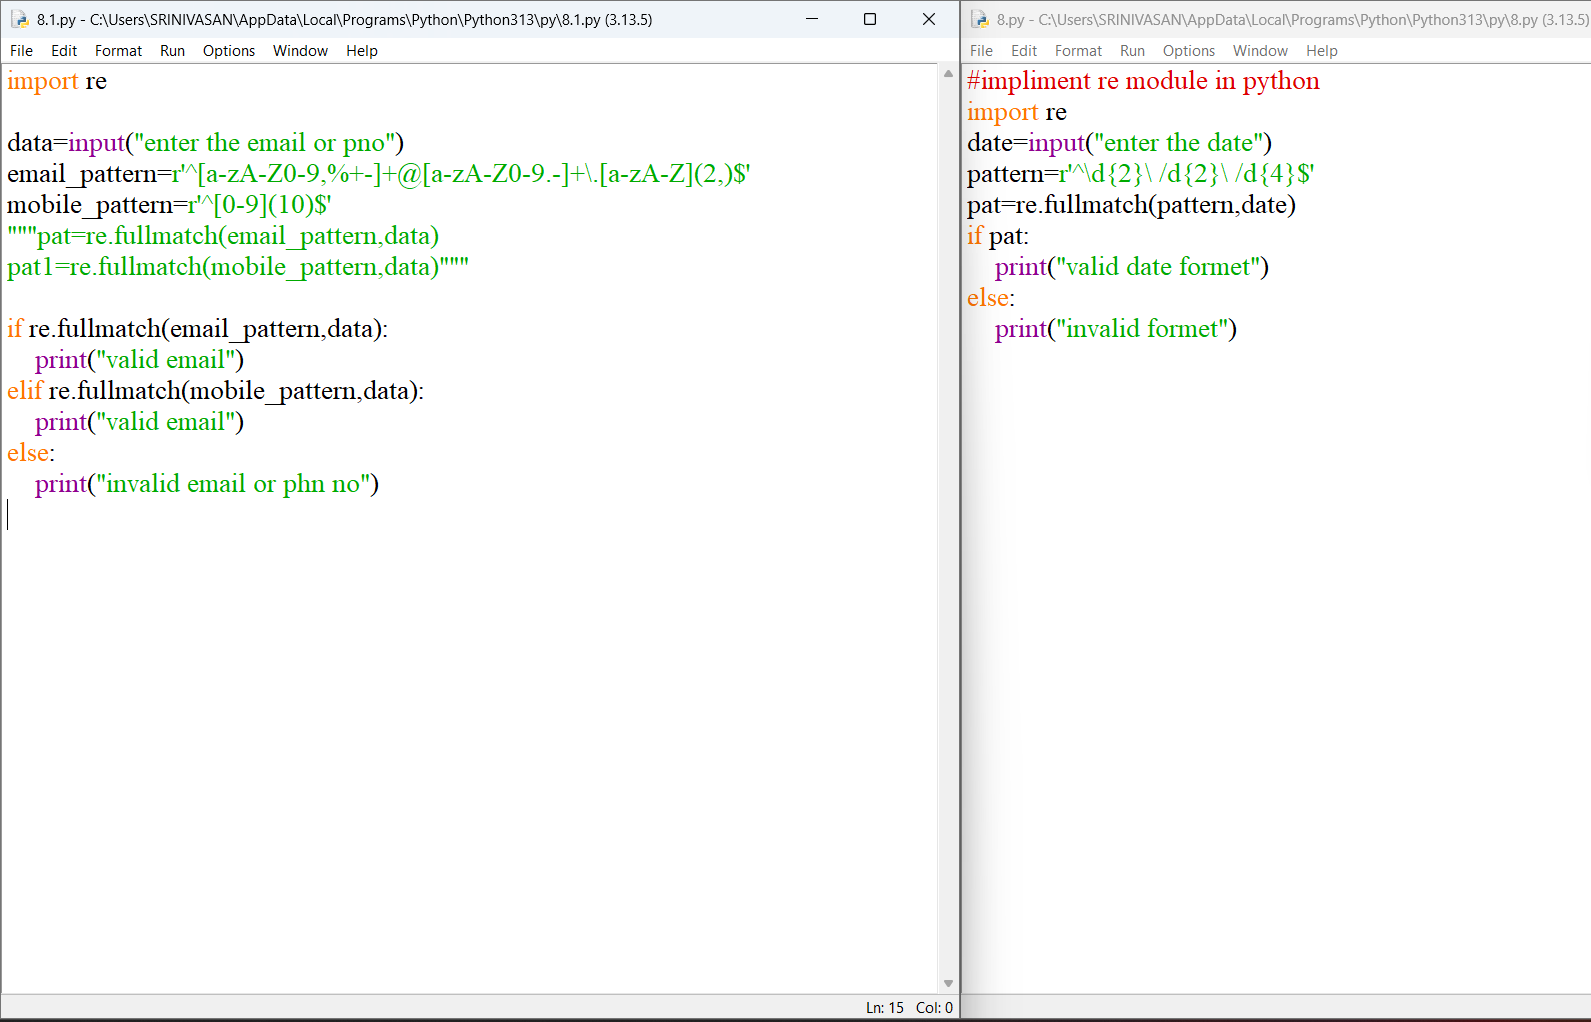 8.1.py - C:\Users\SRINIVASAN\AppData\Local\Programs\Python\Python313\py\8.1.py (3.13.5)
File Edit Format Run Options Window Help
import re
data=input("enter the email or pno")
email_pattern=r'^[a-zA-Z0-9,%+-]+@[a-zA-Z0-9.-]+\.[a-zA-Z](2,)$'
mobile_pattern=r'^[0-9](10)$'
"""pat=re.fullmatch(email_pattern,data)
pat1=re.fullmatch(mobile_pattern,data)"""
if re.fullmatch(email_pattern,data):
    print("valid email")
elif re.fullmatch(mobile_pattern,data):
    print("valid email")
else:
    print("invalid email or phn no")
Ln: 15 Col: 0
8.py - C:\Users\SRINIVASAN\AppData\Local\Programs\Python\Python313\py\8.py (3.13.5)
File Edit Format Run Options Window Help
#impliment re module in python
import re
date=input("enter the date")
pattern=r'^\d{2}\ /d{2}\ /d{4}$'
pat=re.fullmatch(pattern,date)
if pat:
    print("valid date formet")
else:
    print("invalid formet")